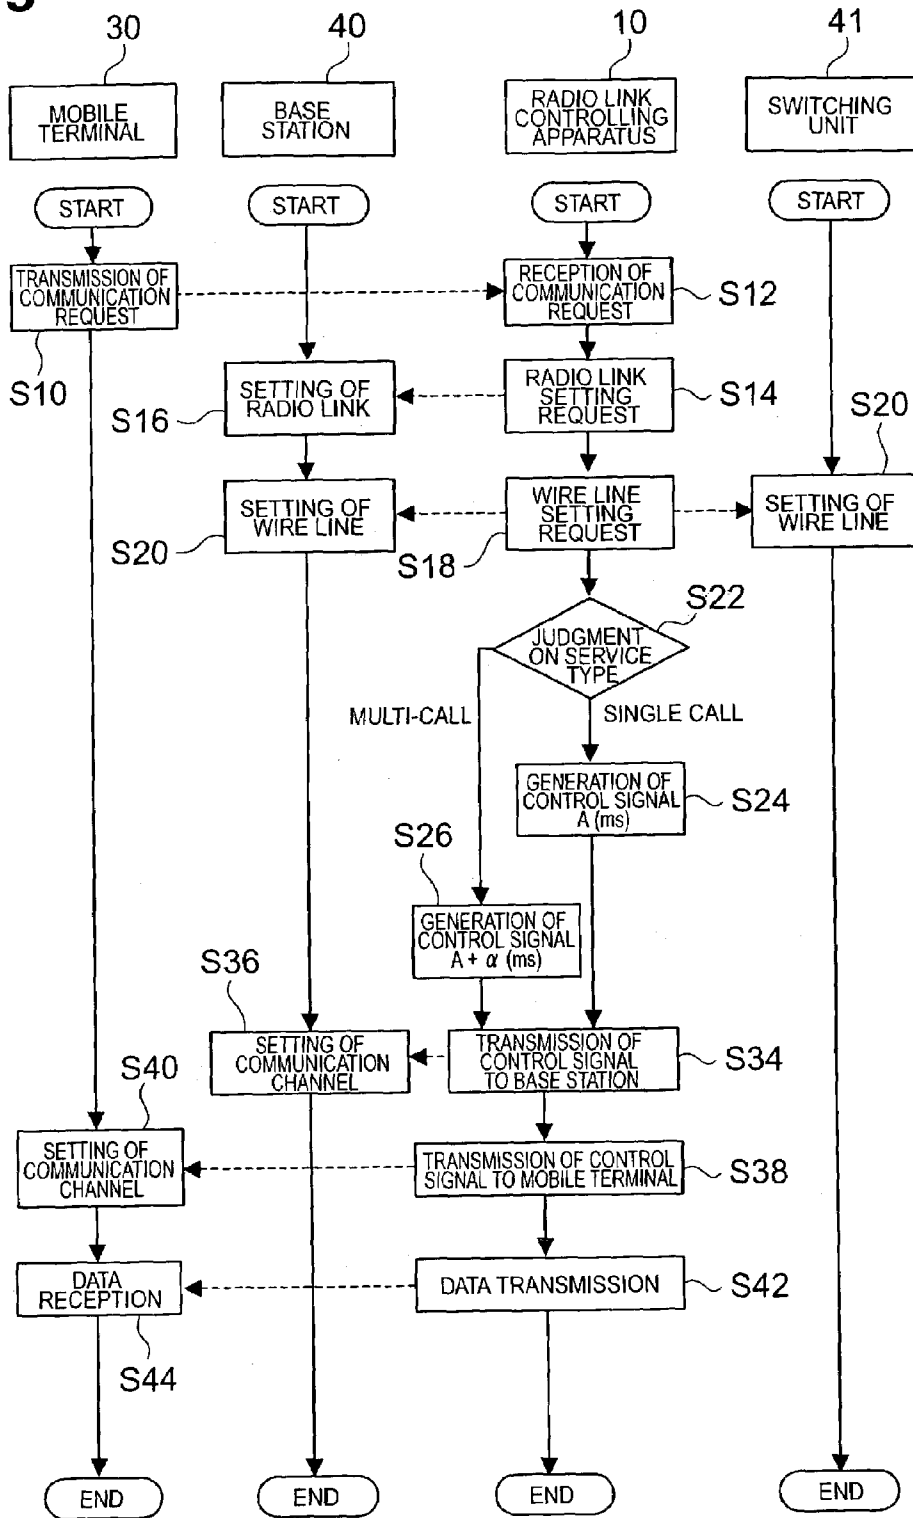 30
40
10
41
MOBILE
TERMINAL
BASE
STATION
RADIO LINK
CONTROLLING
APPARATUS
SWITCHING
UNIT
START
START
START
START
TRANSMISSION OF
COMMUNICATION
REQUEST
S10
RECEPTION OF
COMMUNICATION
REQUEST
S12
SETTING OF
RADIO LINK
S16
RADIO LINK
SETTING
REQUEST
S14
S20
SETTING OF
WIRE LINE
S20
WIRE LINE
SETTING
REQUEST
S18
SETTING OF
WIRE LINE
S22
JUDGMENT
ON SERVICE
TYPE
MULTI-CALL
SINGLE CALL
GENERATION OF
CONTROL SIGNAL
A (ms)
S24
S26
GENERATION OF
CONTROL SIGNAL
A + α (ms)
S36
SETTING OF
COMMUNICATION
CHANNEL
TRANSMISSION OF
CONTROL SIGNAL
TO BASE STATION
S34
S40
SETTING OF
COMMUNICATION
CHANNEL
TRANSMISSION OF CONTROL
SIGNAL TO MOBILE TERMINAL
S38
DATA
RECEPTION
S44
DATA TRANSMISSION
S42
END
END
END
END